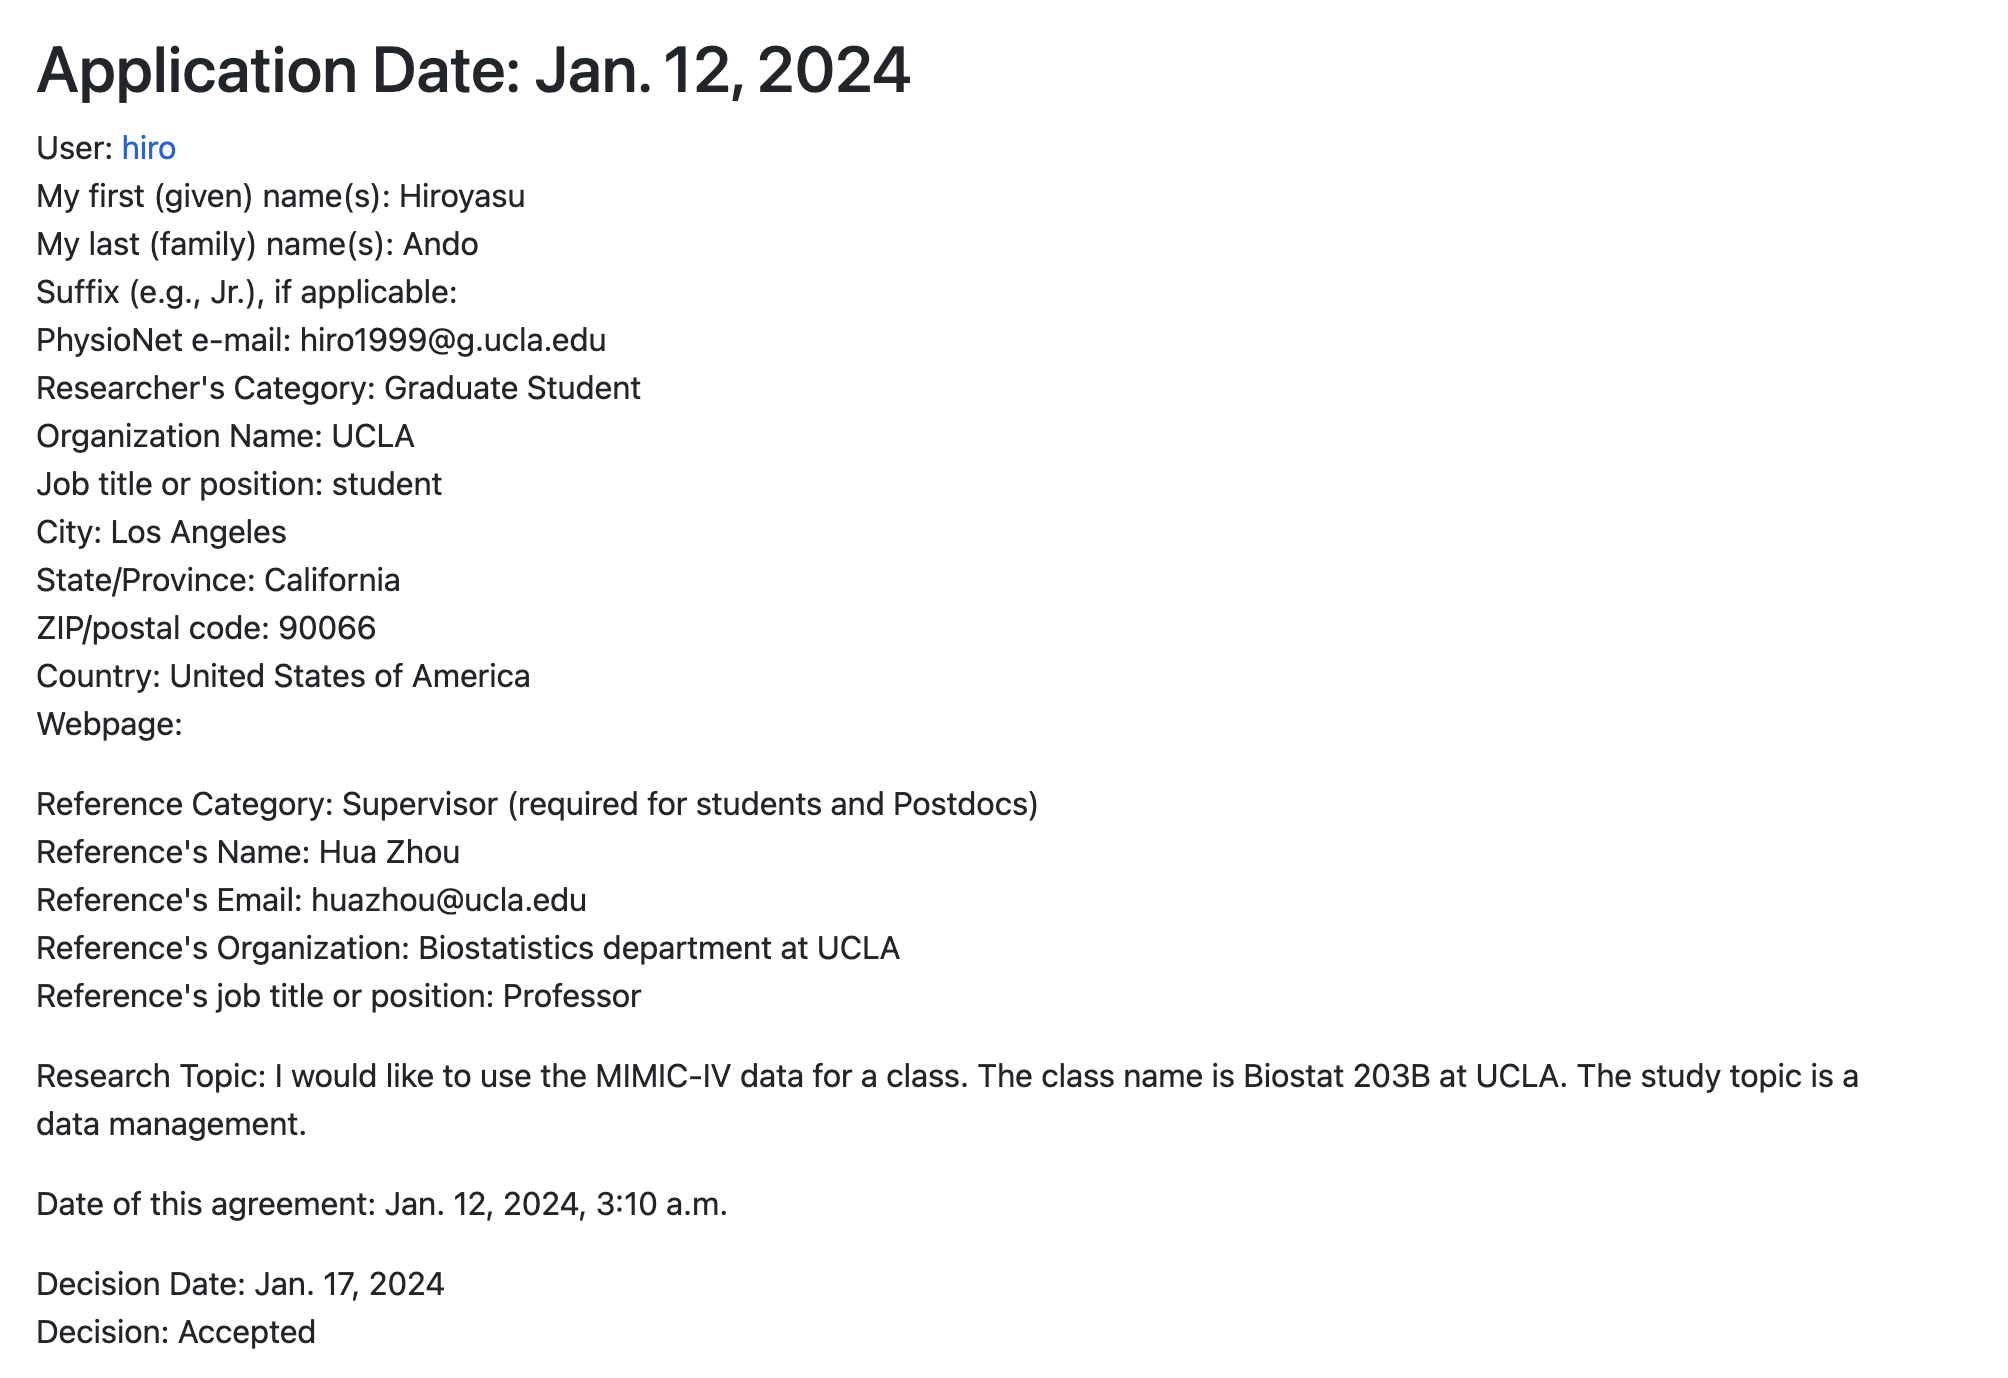 Application Date: Jan. 12, 2024
User: hiro
My first (given) name(s): Hiroyasu
My last (family) name(s): Ando
Suffix (e.g., Jr.), if applicable:
PhysioNet e-mail: hiro1999@g.ucla.edu
Researcher's Category: Graduate Student
Organization Name: UCLA
Job title or position: student
City: Los Angeles
State/Province: California
ZIP/postal code: 90066
Country: United States of America
Webpage:
Reference Category: Supervisor (required for students and Postdocs)
Reference's Name: Hua Zhou
Reference's Email: huazhou@ucla.edu
Reference's Organization: Biostatistics department at UCLA
Reference's job title or position: Professor
Research Topic: I would like to use the MIMIC-IV data for a class. The class name is Biostat 203B at UCLA. The study topic is a
data management.
Date of this agreement: Jan. 12, 2024, 3:10 a.m.
Decision Date: Jan. 17, 2024
Decision: Accepted